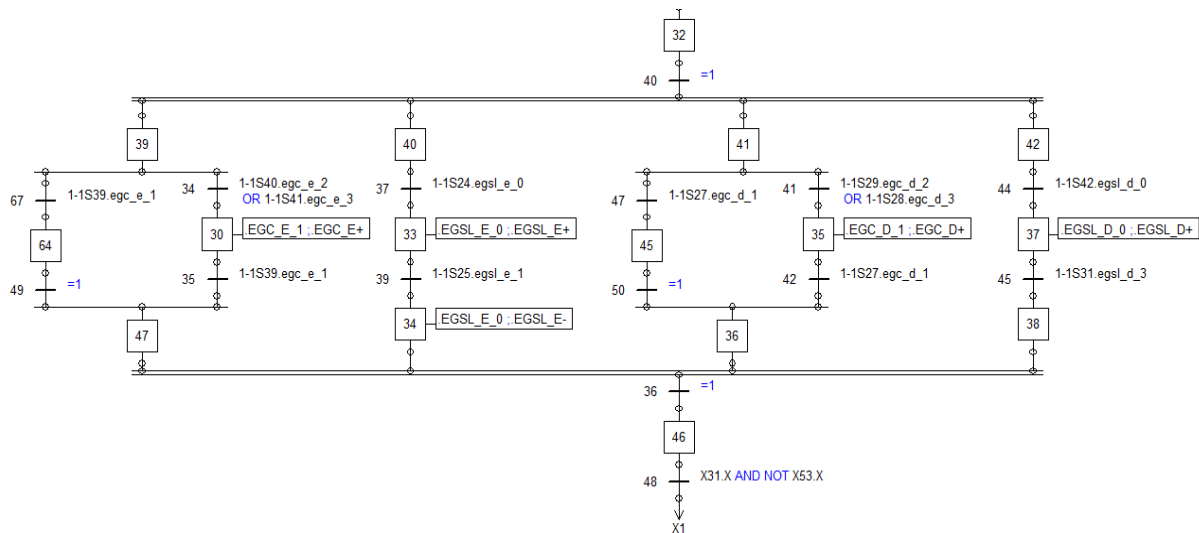 32
40 =1
39 40 41 42
67 1-1S39.egc_e_1 34 1-1S40.egc_e_2 37 1-1S24.egsl_e_0 47 1-1S27.egc_d_1 41 1-1S29.egc_d_2 44 1-1S42.egsl_d_0
OR 1-1S41.egc_e_3 OR 1-1S28.egc_d_3
64 30 .EGC_E_1 ;.EGC_E+ 33 .EGSL_E_0 ;.EGSL_E+ 45 35 .EGC_D_1 ;.EGC_D+ 37 .EGSL_D_0 ;.EGSL_D+
49 =1 35 1-1S39.egc_e_1 39 1-1S25.egsl_e_1 50 =1 42 1-1S27.egc_d_1 45 1-1S31.egsl_d_3
47 34 .EGSL_E_0 ;.EGSL_E- 36 38
36 =1
46
48 X31.X AND NOT X53.X
X1